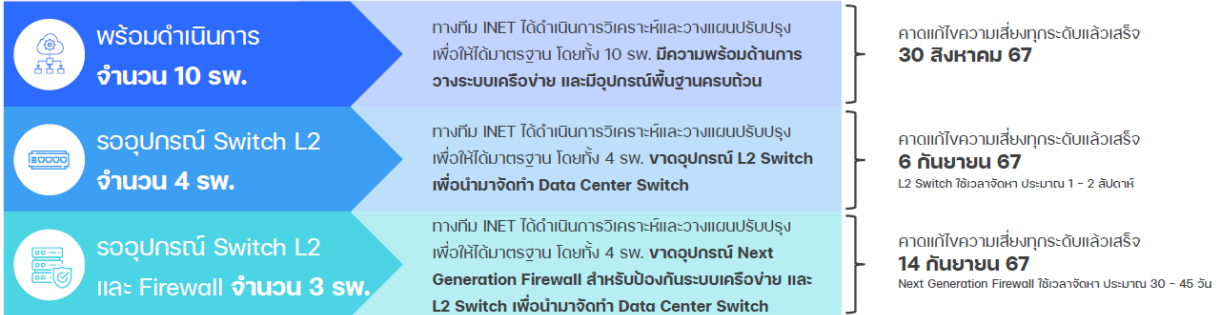 พร้อมดำเนินการ
จำนวน 10 รพ.
ทางทีม INET ได้ดำเนินการวิเคราะห์และวางแผนปรับปรุง
เพื่อให้ได้มาตรฐาน โดยทั้ง 10 รพ. มีความพร้อมด้านการ
วางระบบเครือข่าย และมีอุปกรณ์พื้นฐานครบถ้วน
คาดแก้ไขความเสี่ยงทุกระดับแล้วเสร็จ
30 สิงหาคม 67
รออุปกรณ์ Switch L2
จำนวน 4 รพ.
ทางทีม INET ได้ดำเนินการวิเคราะห์และวางแผนปรับปรุง
เพื่อให้ได้มาตรฐาน โดยทั้ง 4 รพ. ขาดอุปกรณ์ L2 Switch
เพื่อนำมาจัดทำ Data Center Switch
คาดแก้ไขความเสี่ยงทุกระดับแล้วเสร็จ
6 กันยายน 67
L2 Switch ใช้เวลาจัดหา ประมาณ 1 - 2 สัปดาห์
รออุปกรณ์ Switch L2
และ Firewall จำนวน 3 รพ.
ทางทีม INET ได้ดำเนินการวิเคราะห์และวางแผนปรับปรุง
เพื่อให้ได้มาตรฐาน โดยทั้ง 4 รพ. ขาดอุปกรณ์ Next
Generation Firewall สำหรับป้องกันระบบเครือข่าย และ
L2 Switch เพื่อนำมาจัดทำ Data Center Switch
คาดแก้ไขความเสี่ยงทุกระดับแล้วเสร็จ
14 กันยายน 67
Next Generation Firewall ใช้เวลาจัดหา ประมาณ 30 - 45 วัน